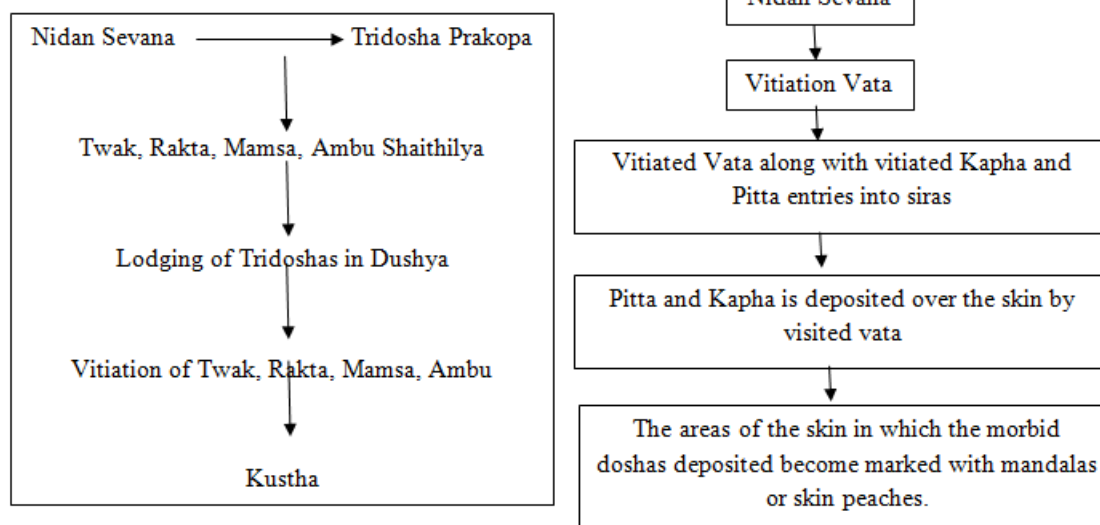 Nidan Sevana Tridosha Prakopa
Twak, Rakta, Mamsa, Ambu Shaithilya
Lodging of Tridoshas in Dushya
Vitiation of Twak, Rakta, Mamsa, Ambu
Kustha
Nidan Sevana
Vitiation Vata
Vitiated Vata along with vitiated Kapha and
Pitta entries into siras
Pitta and Kapha is deposited over the skin by
visited vata
The areas of the skin in which the morbid
doshas deposited become marked with mandalas
or skin peaches.